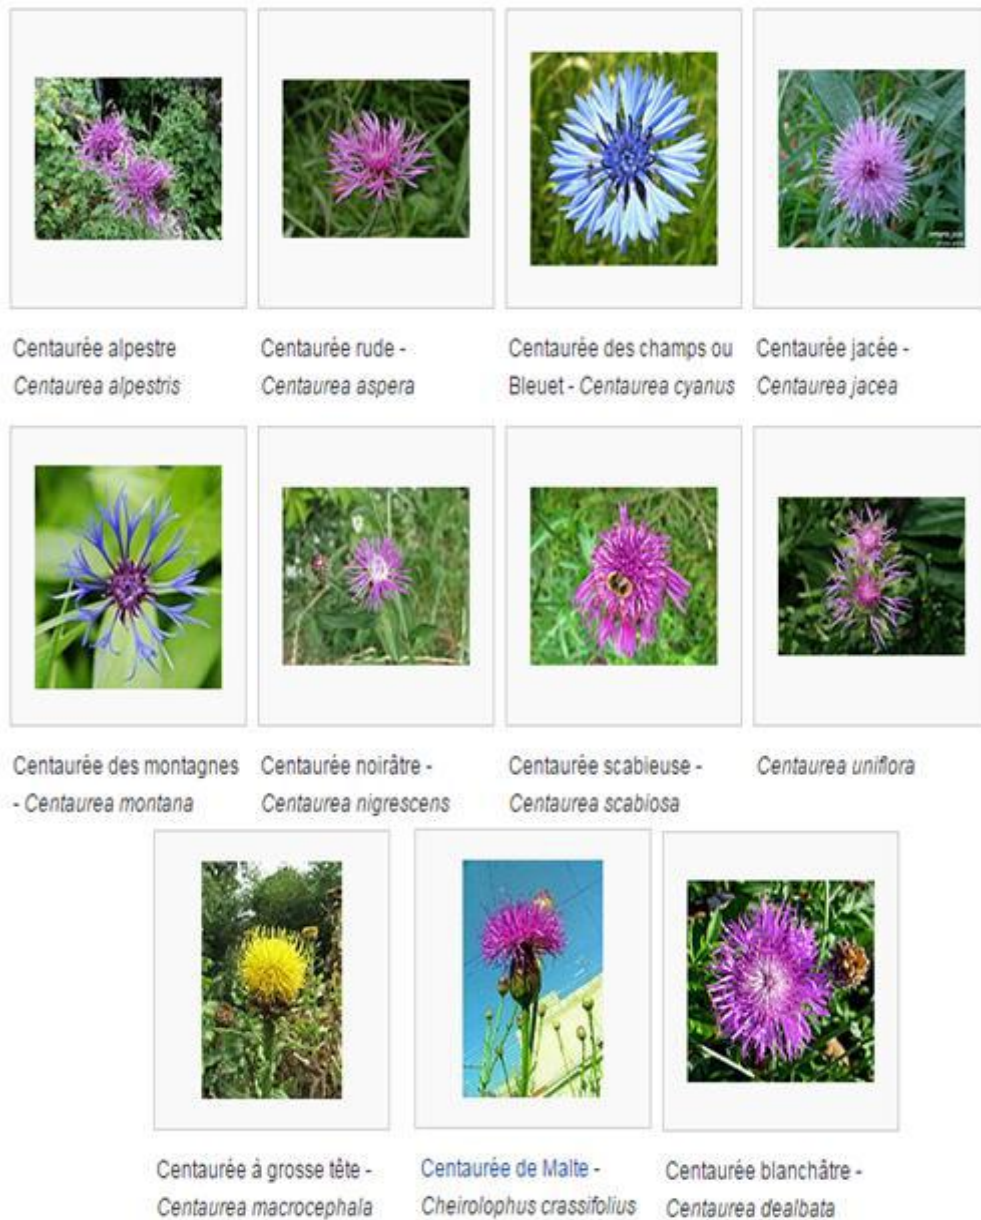 Centaurée alpestre
Centaurea alpestris
Centaurée rude -
Centaurea aspera
Centaurée des champs ou
Bleuet - Centaurea cyanus
Centaurée jacée -
Centaurea jacea
Centaurée des montagnes
- Centaurea montana
Centaurée noirâtre -
Centaurea nigrescens
Centaurée scabieuse -
Centaurea scabiosa
Centaurea uniflora
Centaurée à grosse tête -
Centaurea macrocephala
Centaurée de Malte -
Cheirolophus crassifolius
Centaurée blanchâtre -
Centaurea dealbata